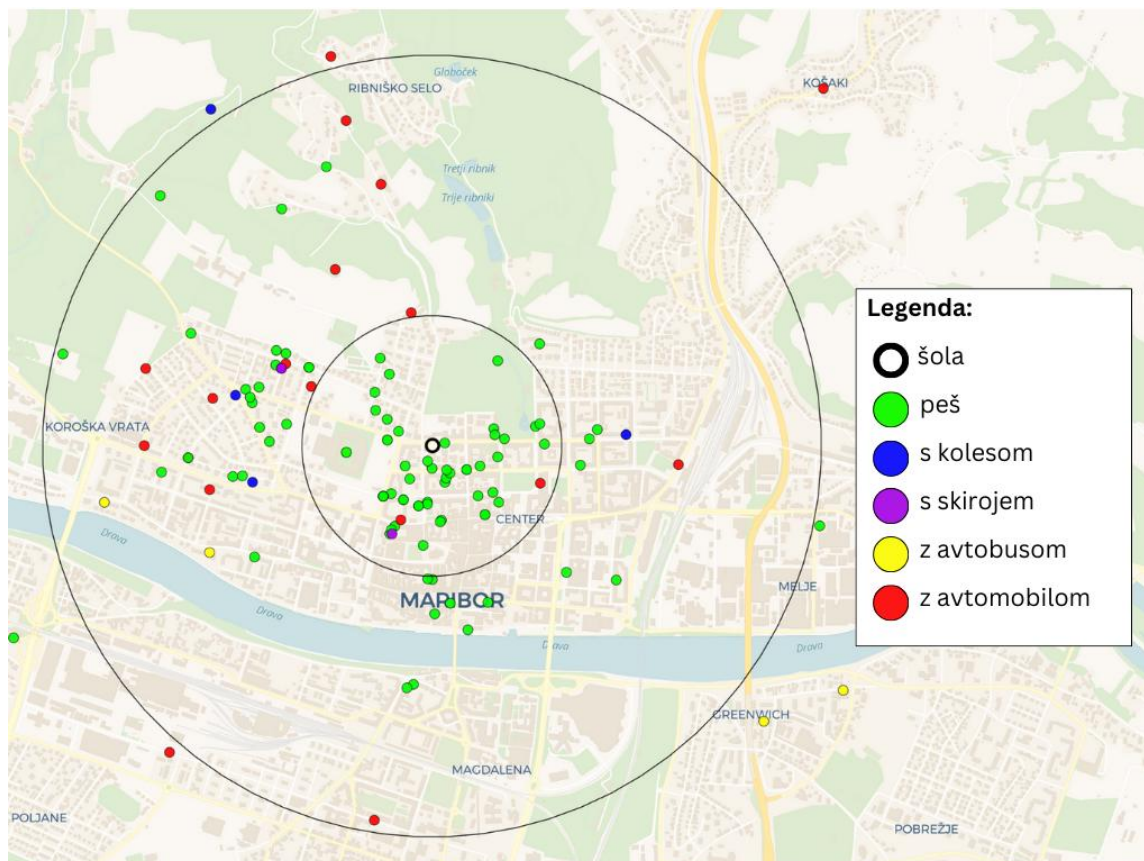 Glaboček
RIBNIŠKO SELO
KOŠAKI
Tretji ribnik
Trije ribniki
Legenda:
šola
peš
s kolesom
s skirojem
z avtobusom
z avtomobilom
KOROŠKA VRATA
CENTER
Drava
MARIBOR
MELJE
Drava
Drava
Drava
GREENWICH
MAGDALENA
POLJANE
POBREŽJE